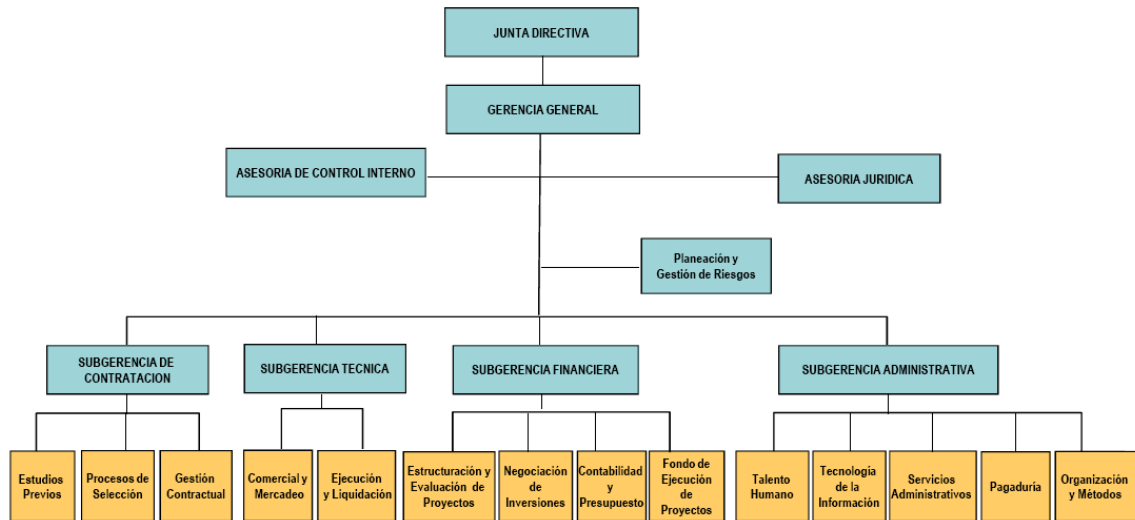 JUNTA DIRECTIVA
GERENCIA GENERAL
ASESORIA DE CONTROL INTERNO
ASESORIA JURIDICA
Planeación y
Gestión de Riesgos
SUBGERENCIA DE
CONTRATACION
SUBGERENCIA TECNICA
SUBGERENCIA FINANCIERA
SUBGERENCIA ADMINISTRATIVA
Estudios
Previos
Procesos de
Selección
Gestión
Contractual
Comercial y
Mercadeo
Ejecución
y Liquidación
Estructuración y
Evaluación de
Proyectos
Negociación
de
Inversiones
Contabilidad
y
Presupuesto
Fondo de
Ejecución
de
Proyectos
Talento
Humano
Tecnología
de la
Información
Servicios
Administrativos
Pagaduría
Organización
y Métodos